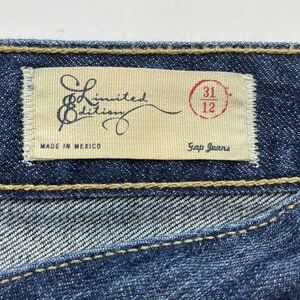 Limited
Edition
31
12
MADE IN MEXICO
Gap Jeans